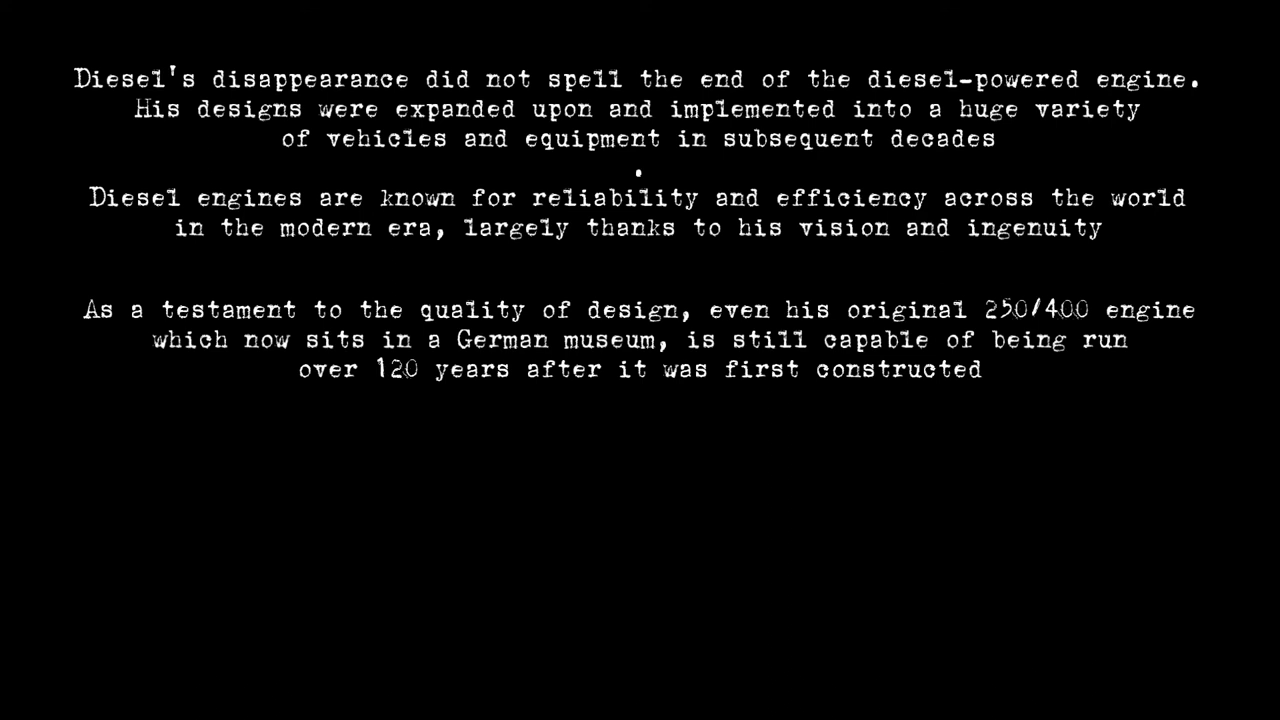 Diesel's disappearance did not spell the end of the diesel-powered engine.
His designs were expanded upon and implemented into a huge variety
of vehicles and equipment in subsequent decades
.
Diesel engines are known for reliability and efficiency across the world
in the modern era, largely thanks to his vision and ingenuity
As a testament to the quality of design, even his original 250/400 engine
which now sits in a German museum, is still capable of being run
over 120 years after it was first constructed